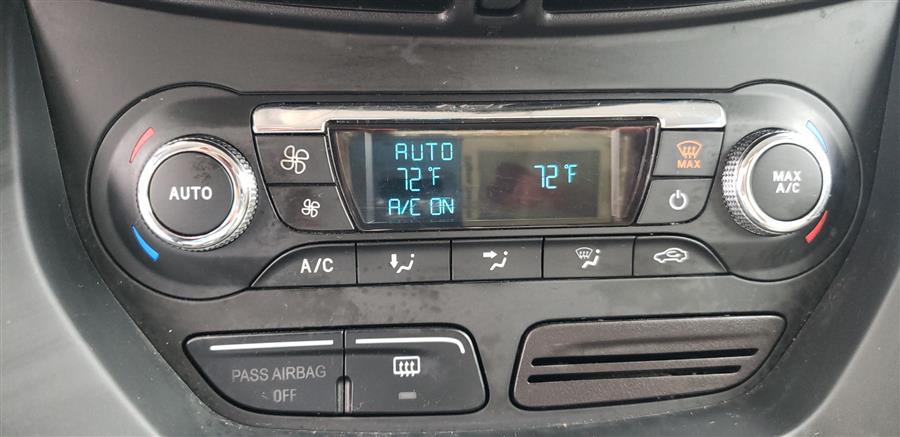 AUTO
72°F
A/C ON
72°F
MAX
AUTO
MAX
A/C
A/C
PASS AIRBAG
OFF